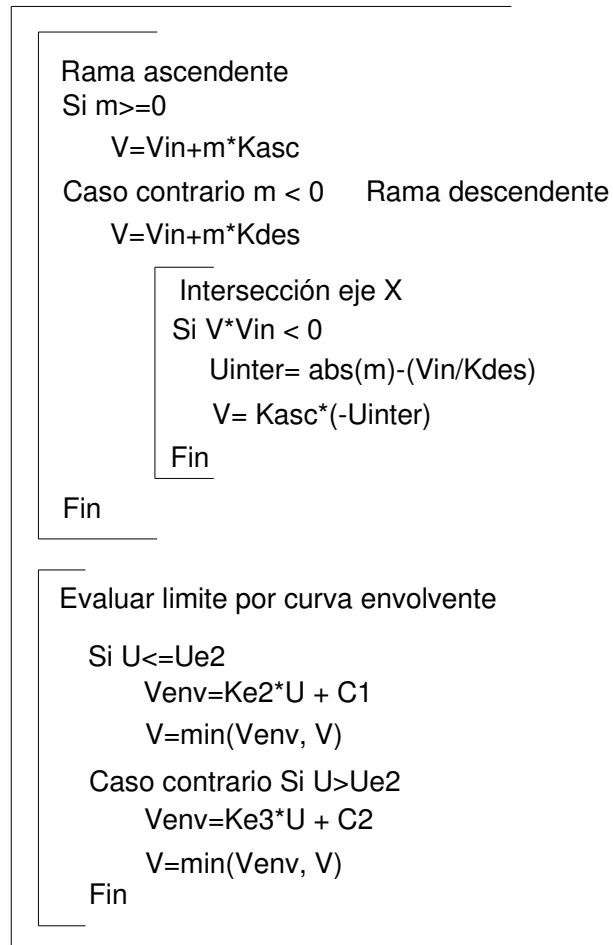 Rama ascendente
Si m>=0
V=Vin+m*Kasc
Caso contrario m < 0 Rama descendente
V=Vin+m*Kdes
Intersección eje X
Si V*Vin < 0
Uinter= abs(m)-(Vin/Kdes)
V= Kasc*(-Uinter)
Fin
Fin
Evaluar limite por curva envolvente
Si U<=Ue2
Venv=Ke2*U + C1
V=min(Venv, V)
Caso contrario Si U>Ue2
Venv=Ke3*U + C2
V=min(Venv, V)
Fin